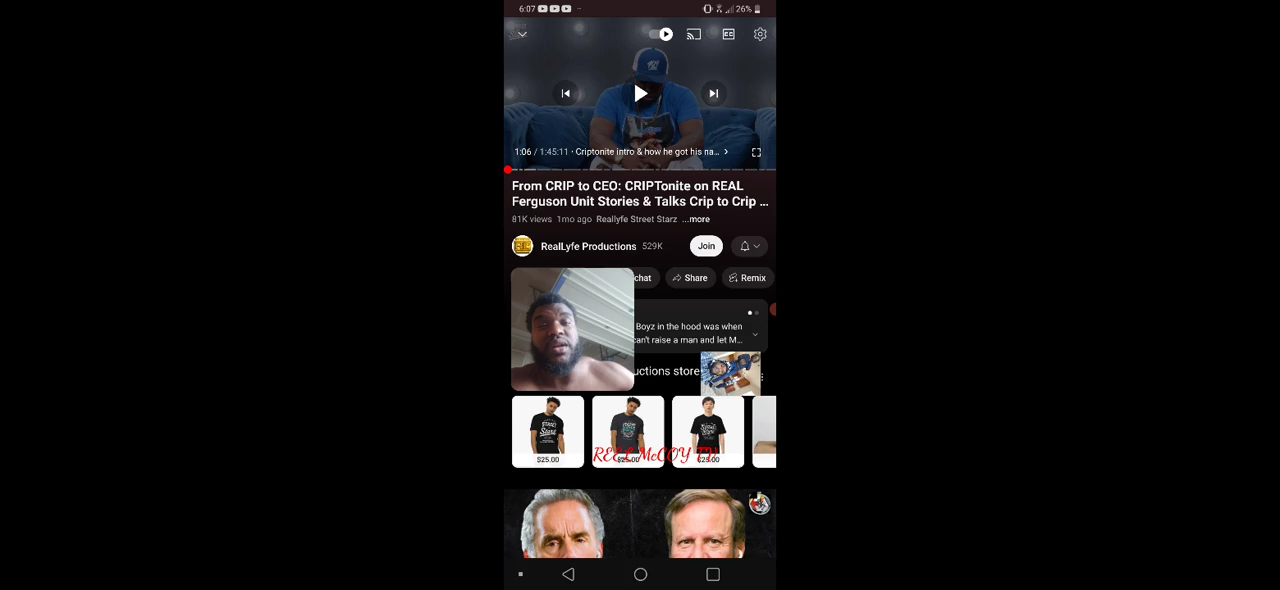 6:07
26%
1:06 / 1:45:11 · Criptonite intro & how he got his na...
From CRIP to CEO: CRIPTonite on REAL
Ferguson Unit Stories & Talks Crip to Crip ...
81K views 1mo ago Reallyfe Street Starz ...more
RealLyfe Productions 529K Join
chat Share Remix
Boyz in the hood was when
can't raise a man and let M...
uctions store
$25.00 $25.00 $25.00
REEL McCOY TV